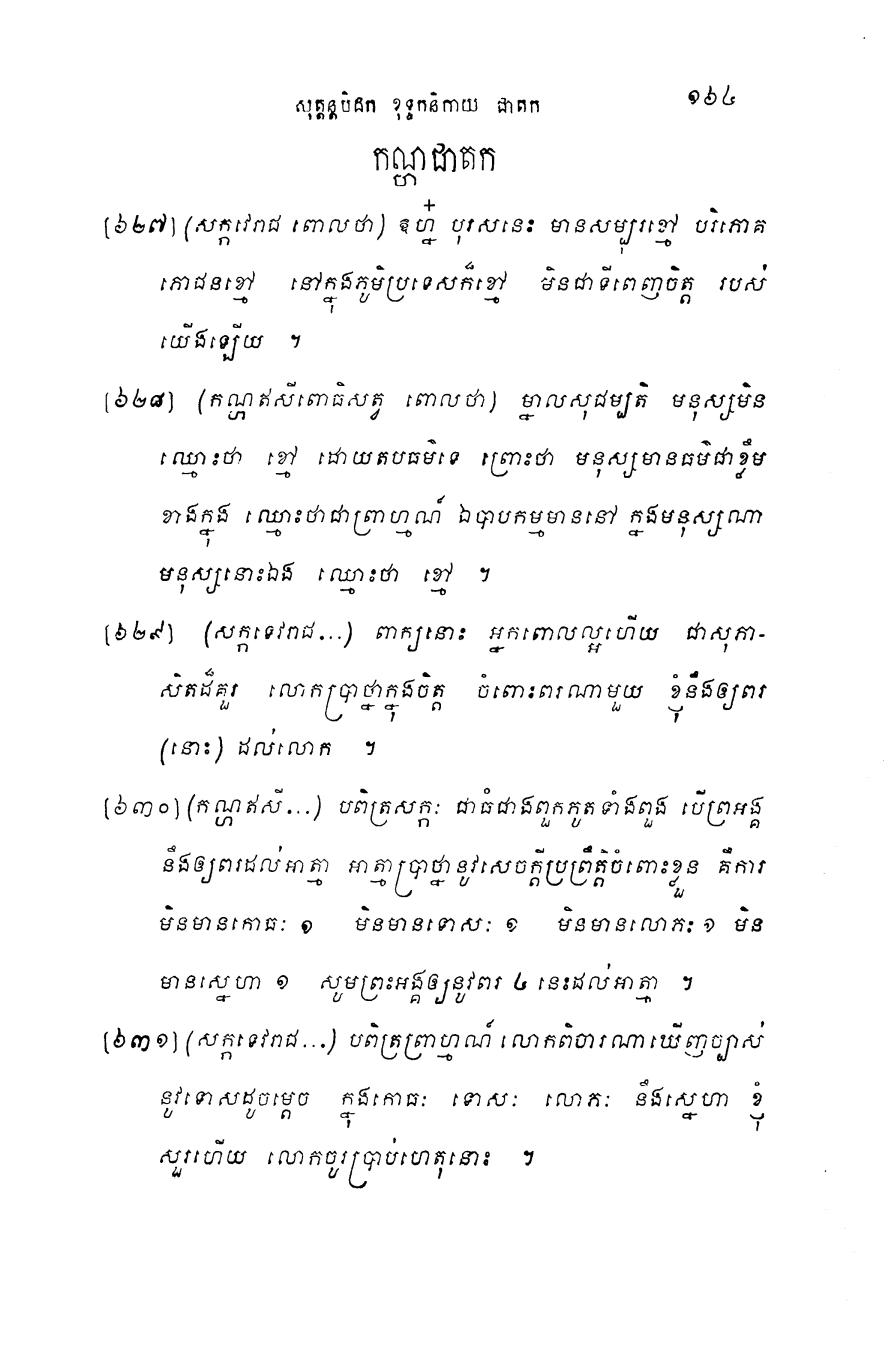 សុត្តន្តបិដក ខុទ្ទកនិកាយ ជាតក ១៦៤
កណ្ហជាតក
[៦២៧] (សក្កទេវរាជ ពោលថា) ឱហ្ន៎ បុរសនេះ មានសម្បុរខ្មៅ បរិភោគ
ភោជនខ្មៅ នៅក្នុងភូមិប្រទេសក៏ខ្មៅ មិនជាទីពេញចិត្ត របស់
យើងឡើយ ។
[៦២៨] (កណ្ហឥសីពោធិសត្វ ពោលថា) ម្នាលសុជម្បតិ មនុស្សមិន
ឈ្មោះថា ខ្មៅ ដោយតបធម៌ទេ ព្រោះថា មនុស្សមានធម៌ជាខ្លឹម
ខាងក្នុង ឈ្មោះថាជាព្រាហ្មណ៍ ឯបាបកម្មមាននៅ ក្នុងមនុស្សណា
មនុស្សនោះឯង ឈ្មោះថា ខ្មៅ ។
[៦២៩] (សក្កទេវរាជ...) ពាក្យនោះ អ្នកពោលល្អហើយ ជាសុភា-
សិតដ៏គួរ លោកប្រាថ្នាក្នុងចិត្ត ចំពោះពរណាមួយ ខ្ញុំនឹងឲ្យពរ
(នោះ) ដល់លោក ។
[៦៣០] (កណ្ហឥសី...) បពិត្រសក្កៈ ជាធំជាងពួកភូតទាំងពួង បើព្រះអង្គ
នឹងឲ្យពរដល់អាត្មា អាត្មាប្រាថ្នានូវសេចក្តីប្រព្រឹត្តិចំពោះខ្លួន គឺការ
មិនមានកោធៈ ១ មិនមានទោសៈ ១ មិនមានលោភៈ ១ មិន
មានស្នេហា ១ សូមព្រះអង្គឲ្យនូវពរ ៤ នេះដល់អាត្មា ។
[៦៣១] (សក្កទេវរាជ...) បពិត្រព្រាហ្មណ៍ លោកពិចារណាឃើញច្បាស់
នូវទោសដូចម្តេច ក្នុងកោធៈ ទោសៈ លោភៈ នឹងស្នេហា ខ្ញុំ
សួរហើយ លោកចូរប្រាប់ហេតុនោះ ។